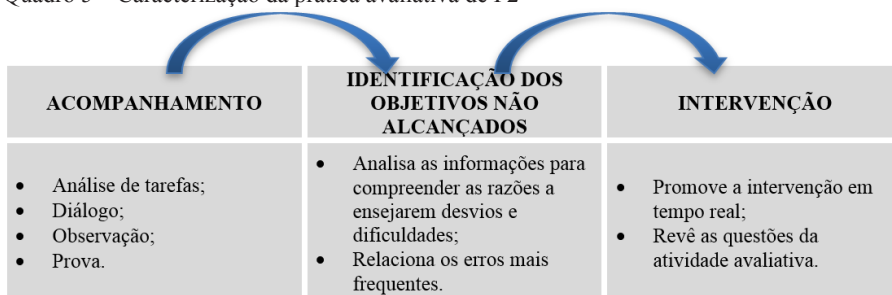 Quadro 3 – Caracterização da prática avaliativa de P2
ACOMPANHAMENTO
IDENTIFICAÇÃO DOS
OBJETIVOS NÃO
ALCANÇADOS
INTERVENÇÃO
• Análise de tarefas;
• Diálogo;
• Observação;
• Prova.
• Analisa as informações para
compreender as razões a
ensejarem desvios e
dificuldades;
• Relaciona os erros mais
frequentes.
• Promove a intervenção em
tempo real;
• Revê as questões da
atividade avaliativa.